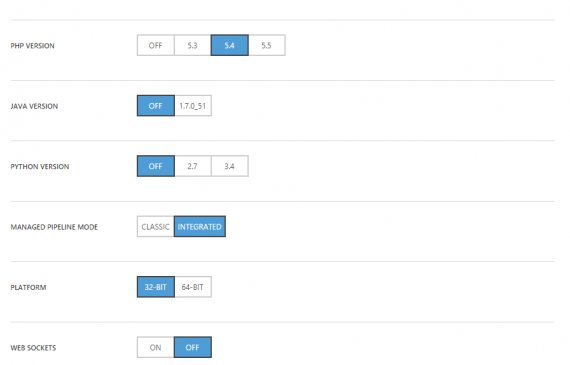 PHP VERSION OFF 5.3 5.4 5.5
JAVA VERSION OFF 1.7.0_51
PYTHON VERSION OFF 2.7 3.4
MANAGED PIPELINE MODE CLASSIC INTEGRATED
PLATFORM 32-BIT 64-BIT
WEB SOCKETS ON OFF